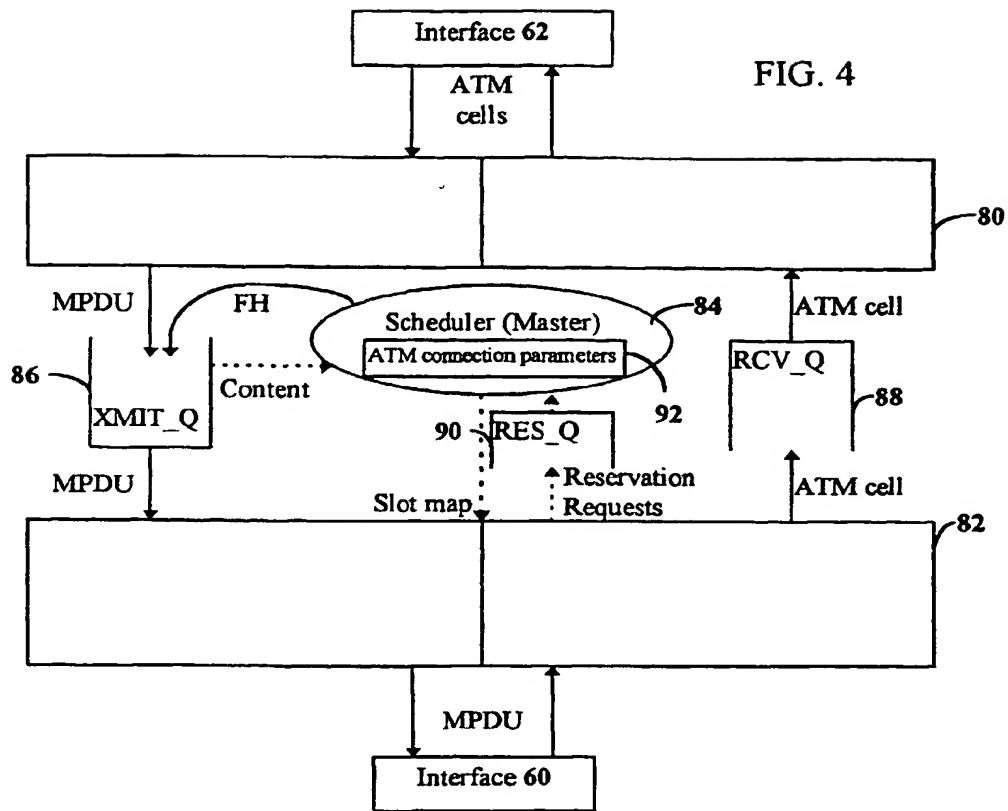 Interface 62
FIG. 4
ATM
cells
80
MPDU
FH
Scheduler (Master)
84
ATM cell
ATM connection parameters
86
Content
92
RCV_Q
88
XMIT_Q
90
RES_Q
MPDU
Slot map
Reservation
Requests
ATM cell
82
MPDU
Interface 60